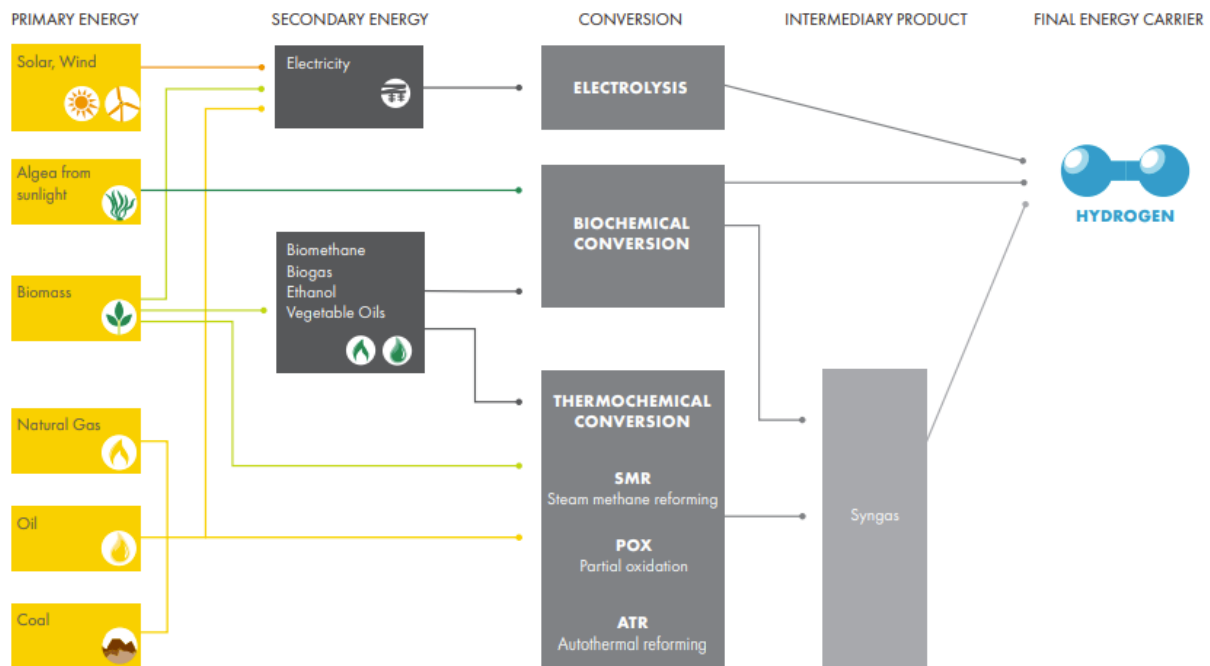 PRIMARY ENERGY
SECONDARY ENERGY
CONVERSION
INTERMEDIARY PRODUCT
FINAL ENERGY CARRIER
Solar, Wind
Electricity
ELECTROLYSIS
Algea from
sunlight
BIOCHEMICAL
CONVERSION
HYDROGEN
Biomethane
Biogas
Ethanol
Vegetable Oils
Biomass
THERMOCHEMICAL
CONVERSION
Natural Gas
SMR
Steam methane reforming
Syngas
Oil
POX
Partial oxidation
Coal
ATR
Autothermal reforming